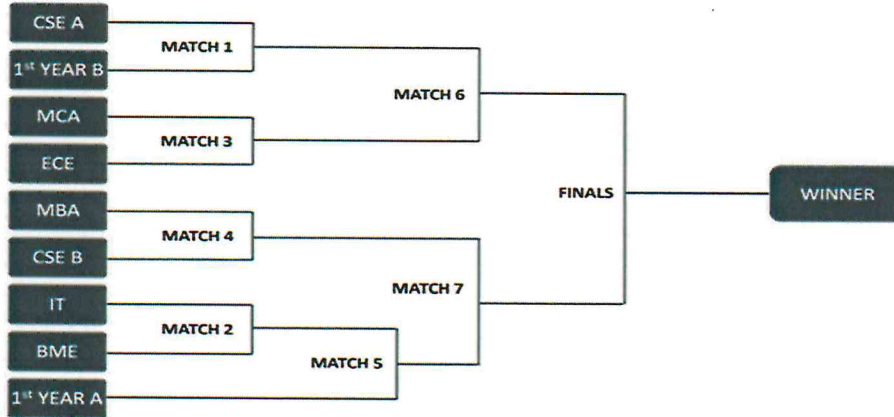 CSE A
MATCH 1
1st YEAR B
MATCH 6
MCA
MATCH 3
ECE
FINALS
WINNER
MBA
MATCH 4
CSE B
MATCH 7
IT
MATCH 2
BME
MATCH 5
1st YEAR A